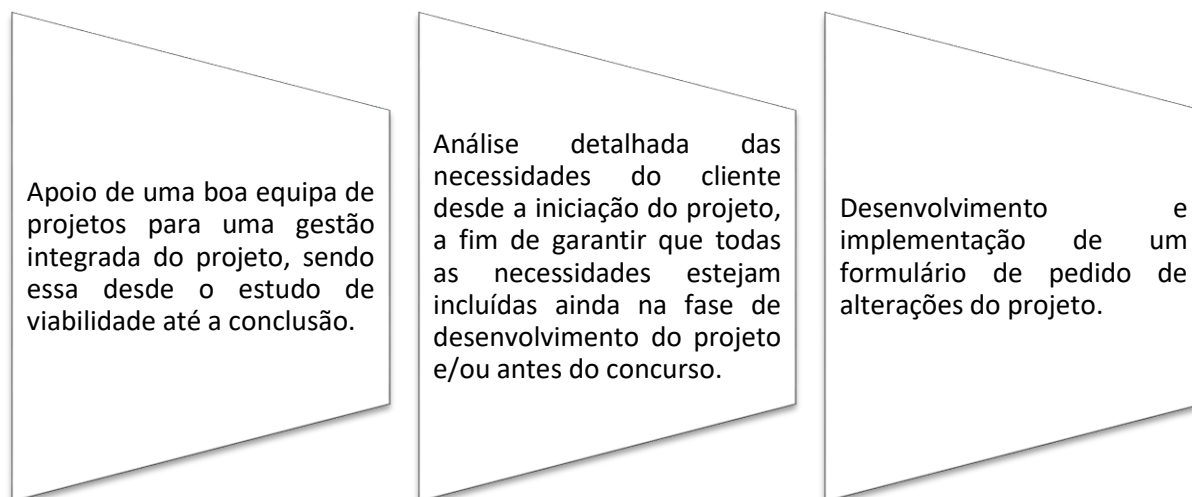 Apoio de uma boa equipa de
projetos para uma gestão
integrada do projeto, sendo
essa desde o estudo de
viabilidade até a conclusão.
Análise detalhada das
necessidades do cliente
desde a iniciação do projeto,
a fim de garantir que todas
as necessidades estejam
incluídas ainda na fase de
desenvolvimento do projeto
e/ou antes do concurso.
Desenvolvimento e
implementação de um
formulário de pedido de
alterações do projeto.